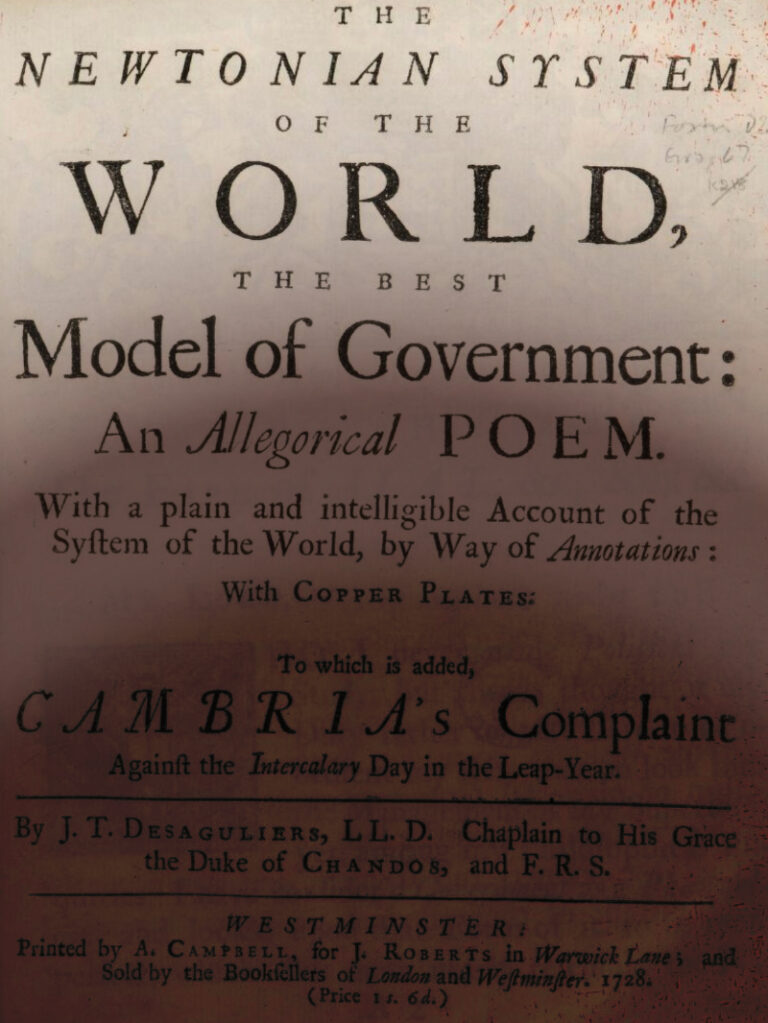 THE
NEWTONIAN SYSTEM
OF THE
WORLD,
THE BEST
Model of Government:
An Allegorical POEM.
With a plain and intelligible Account of the
Syſtem of the World, by Way of Annotations:
With COPPER PLATES:
To which is added,
CAMBRIA's Complaint
Againſt the Intercalary Day in the Leap-Year.
By J. T. DESAGULIERS, LL. D. Chaplain to His Grace
the Duke of CHANDOS, and F. R. S.
WESTMINSTER:
Printed by A. CAMPBELL, for J. ROBERTS in Warwick Lane; and
Sold by the Bookſellers of London and Weſtminſter. 1728.
(Price 1 s. 6d.)